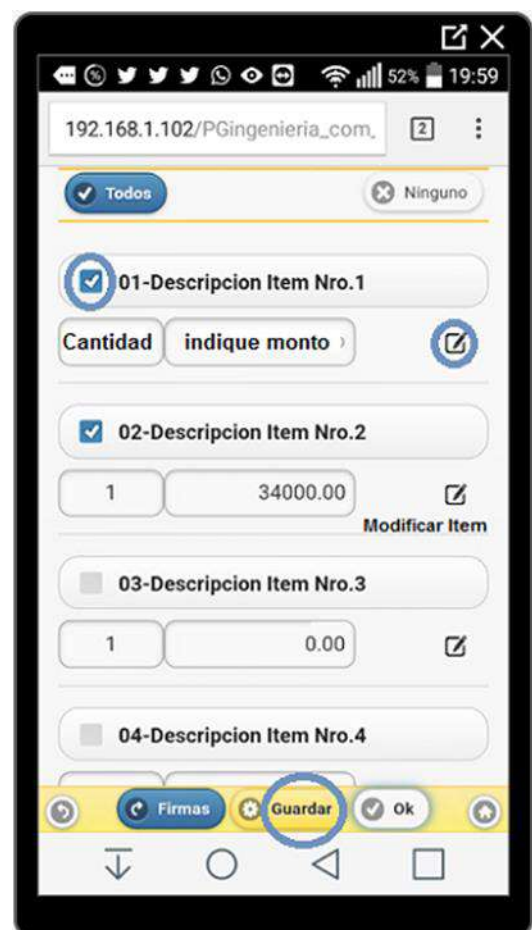 52% 19:59
192.168.1.102/PGingenieria_com_ 2
Todos Ninguno
01-Descripcion Item Nro.1
Cantidad indique monto
02-Descripcion Item Nro.2
1 34000.00
Modificar Item
03-Descripcion Item Nro.3
1 0.00
04-Descripcion Item Nro.4
Firmas Guardar Ok